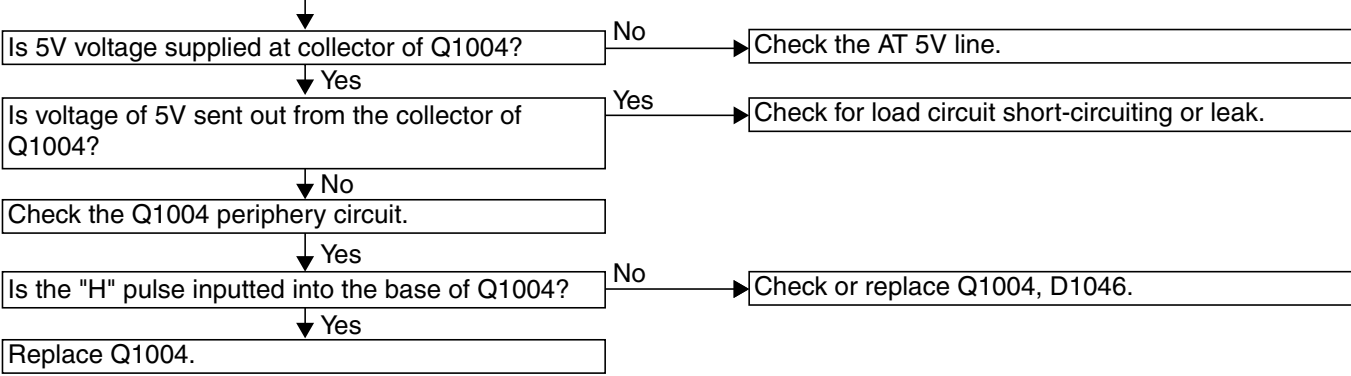 Is 5V voltage supplied at collector of Q1004?
No
Check the AT 5V line.
Yes
Is voltage of 5V sent out from the collector of
Q1004?
Yes
Check for load circuit short-circuiting or leak.
No
Check the Q1004 periphery circuit.
Yes
Is the "H" pulse inputted into the base of Q1004?
No
Check or replace Q1004, D1046.
Yes
Replace Q1004.